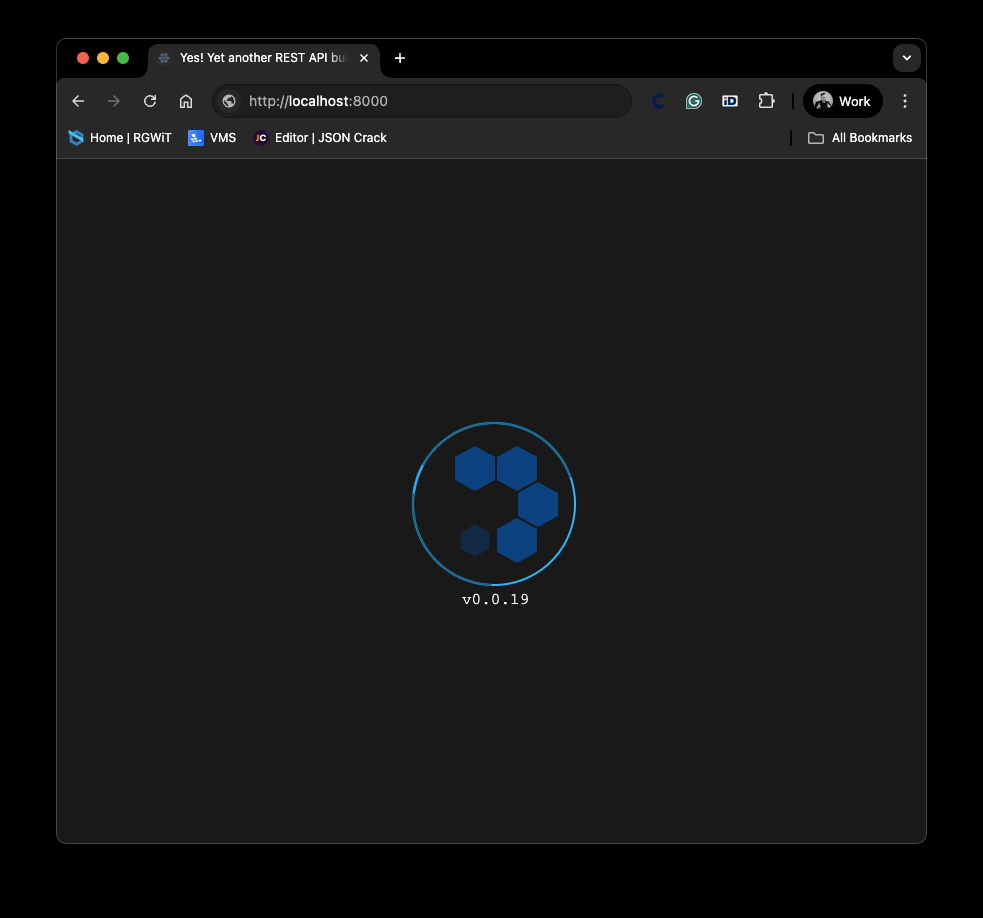 Yes! Yet another REST API bu
http://localhost:8000
Work
Home | RGWiT
VMS
JC
Editor | JSON Crack
All Bookmarks
v0.0.19